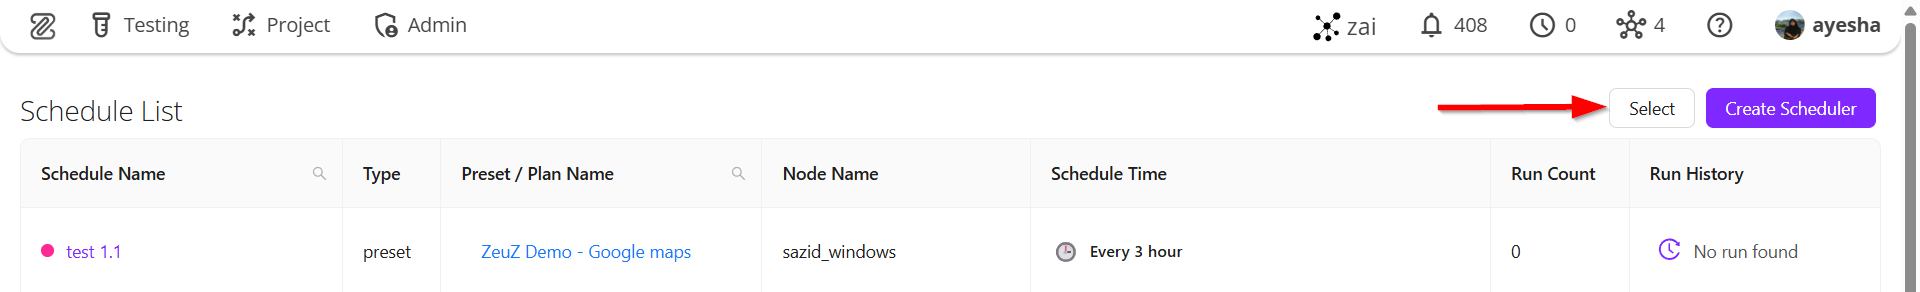 Testing Project Admin zai 408 0 4 ayesha
Schedule List Select Create Scheduler
Schedule Name Type Preset / Plan Name Node Name Schedule Time Run Count Run History
test 1.1 preset ZeuZ Demo - Google maps sazid_windows Every 3 hour 0 No run found